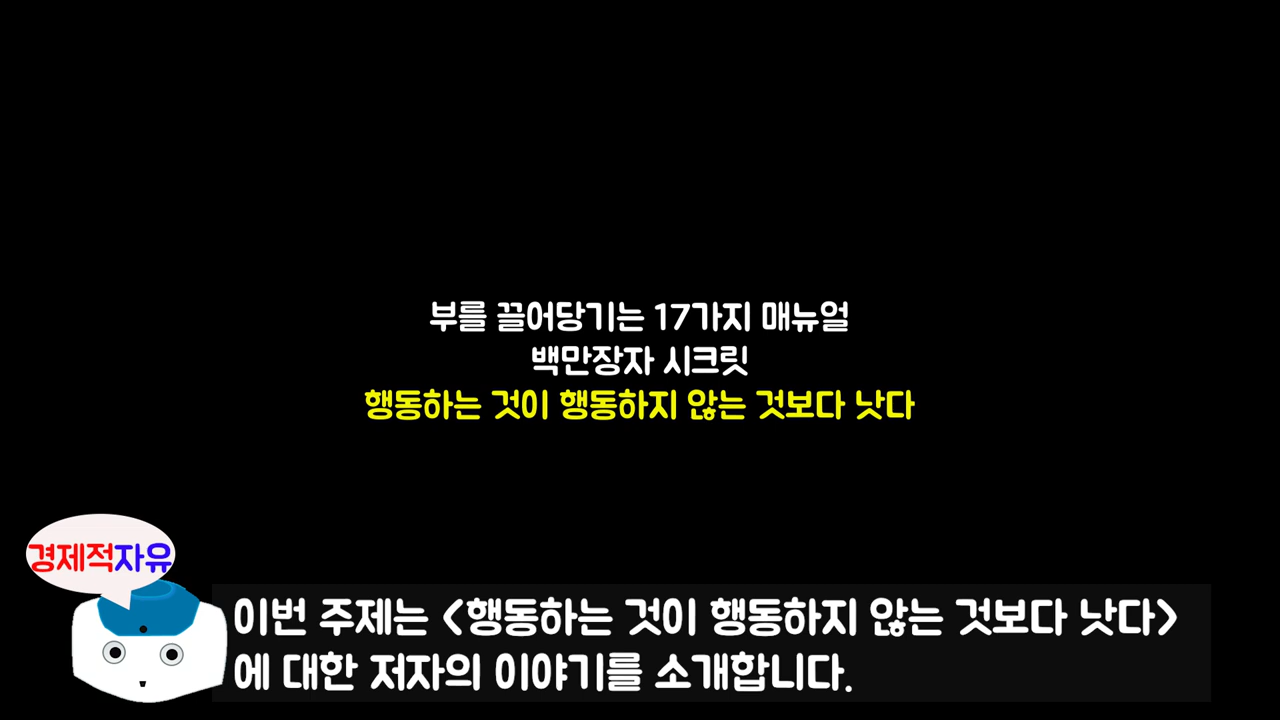 부를 끌어당기는 17가지 매뉴얼
백만장자 시크릿
행동하는 것이 행동하지 않는 것보다 낫다
경제적자유
이번 주제는 <행동하는 것이 행동하지 않는 것보다 낫다>
에 대한 저자의 이야기를 소개합니다.